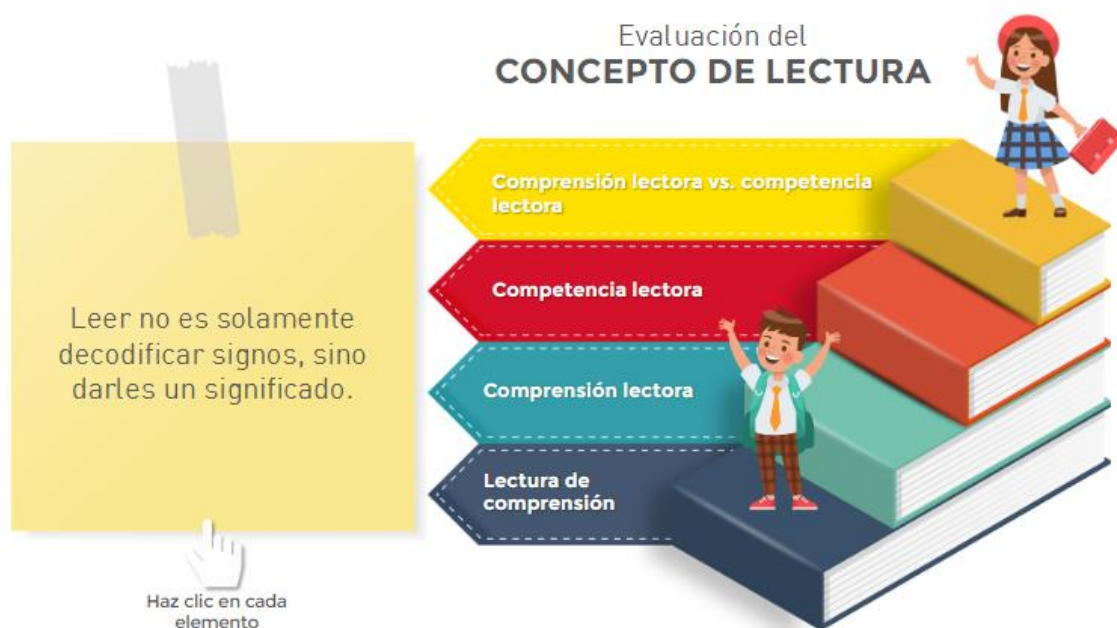 Evaluación del
CONCEPTO DE LECTURA
Leer no es solamente
decodificar signos, sino
darles un significado.
Comprensión lectora vs. competencia
lectora
Competencia lectora
Comprensión lectora
Lectura de
comprensión
Haz clic en cada
elemento